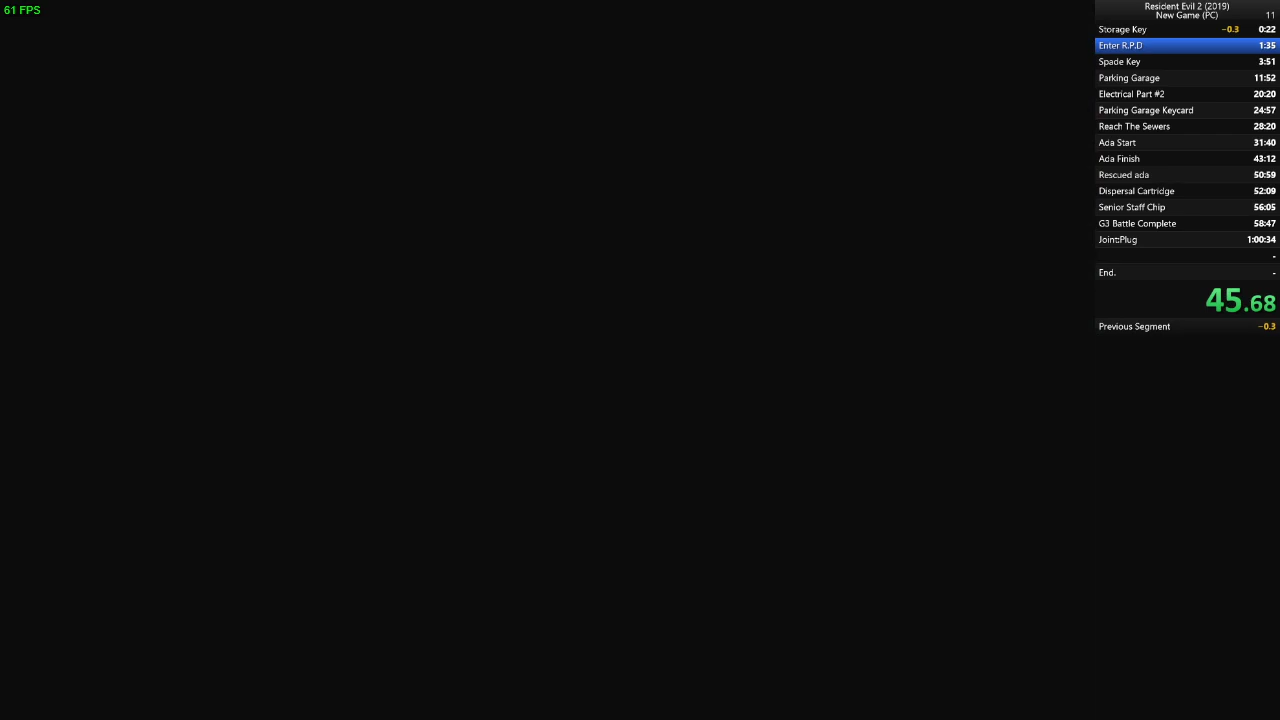 61 FPS
Resident Evil 2 (2019)
New Game (PC) 11
Storage Key −0.3 0:22
Enter R.P.D 1:35
Spade Key 3:51
Parking Garage 11:52
Electrical Part #2 20:20
Parking Garage Keycard 24:57
Reach The Sewers 28:20
Ada Start 31:40
Ada Finish 43:12
Rescued ada 50:59
Dispersal Cartridge 52:09
Senior Staff Chip 56:05
G3 Battle Complete 58:47
Joint:Plug 1:00:34
-
End. -
45.68
Previous Segment −0.3